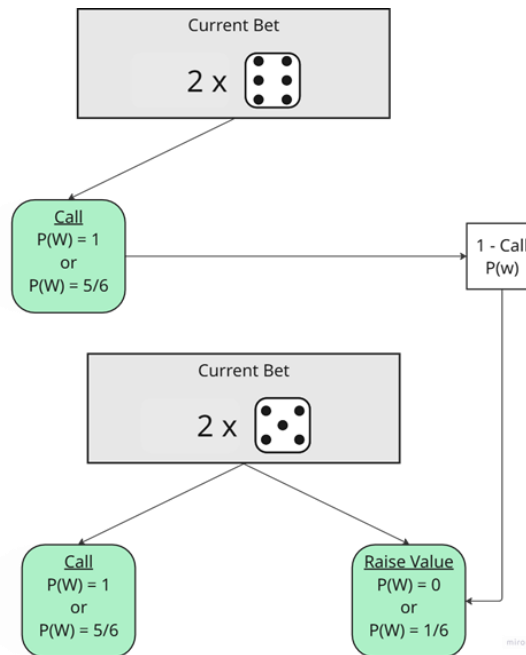 Current Bet
2 x
Call
P(W) = 1
or
P(W) = 5/6
1 - Call
P(w)
Current Bet
2 x
Call
P(W) = 1
or
P(W) = 5/6
Raise Value
P(W) = 0
or
P(W) = 1/6
miro